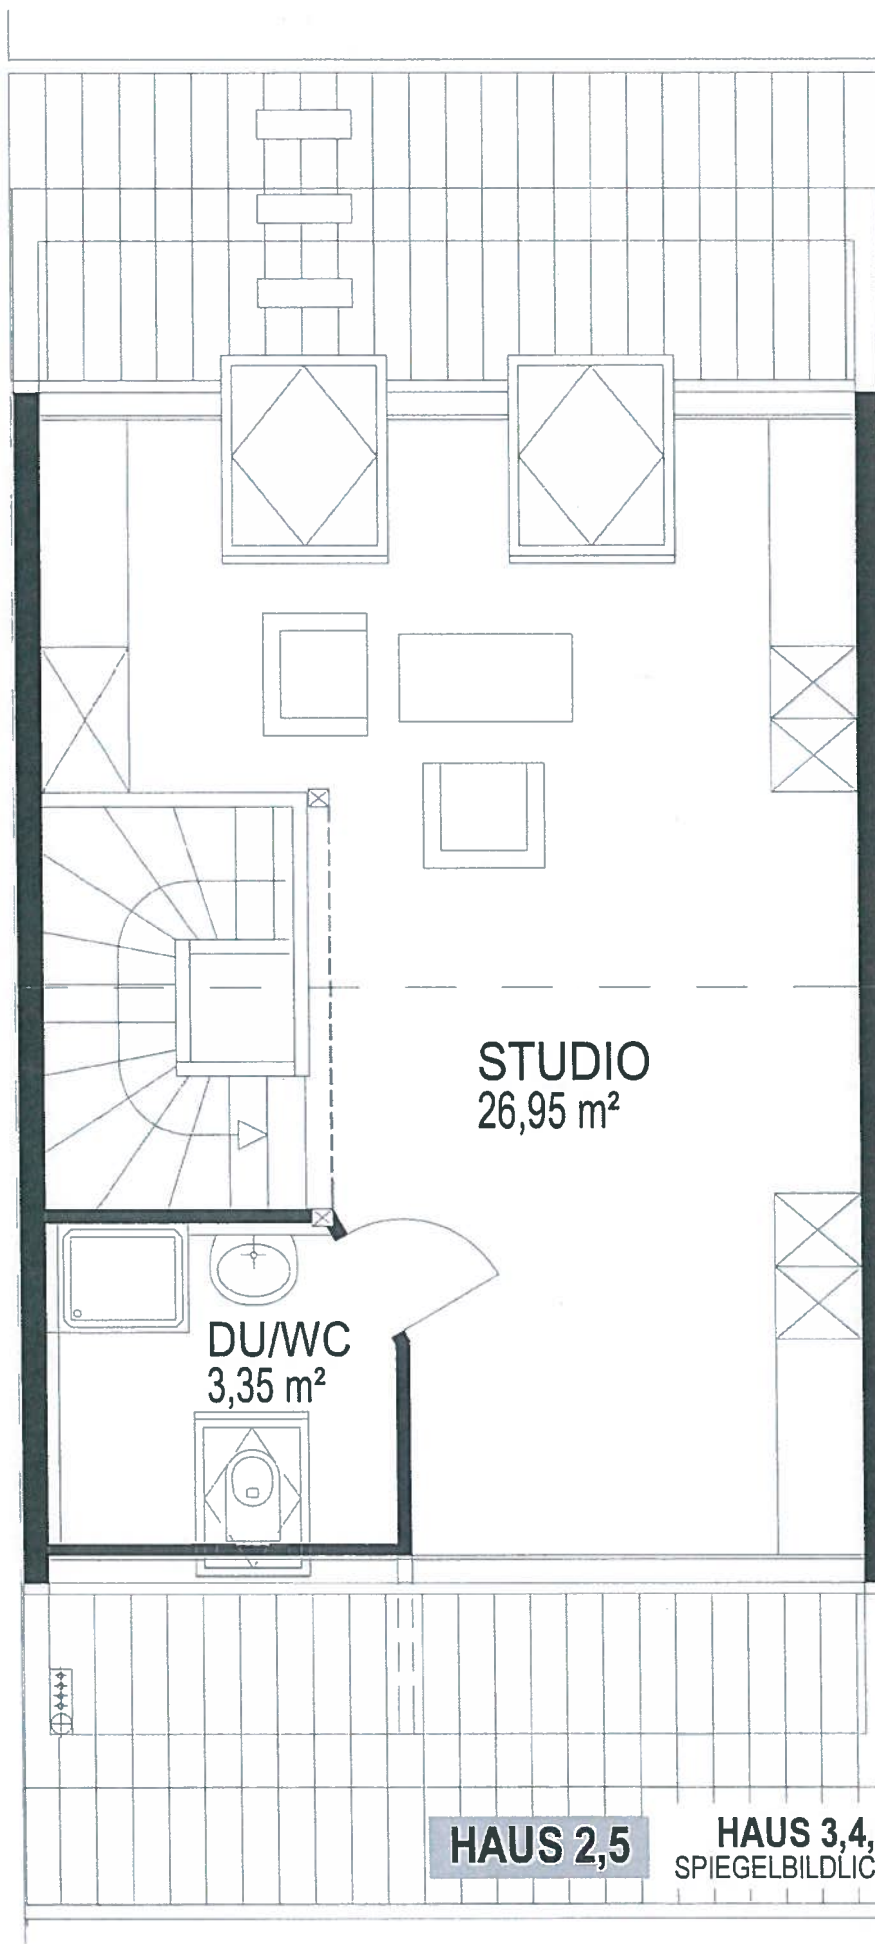 STUDIO
26,95 m²
DU/WC
3,35 m²
HAUS 2,5
HAUS 3,4,
SPIEGELBILDLIC